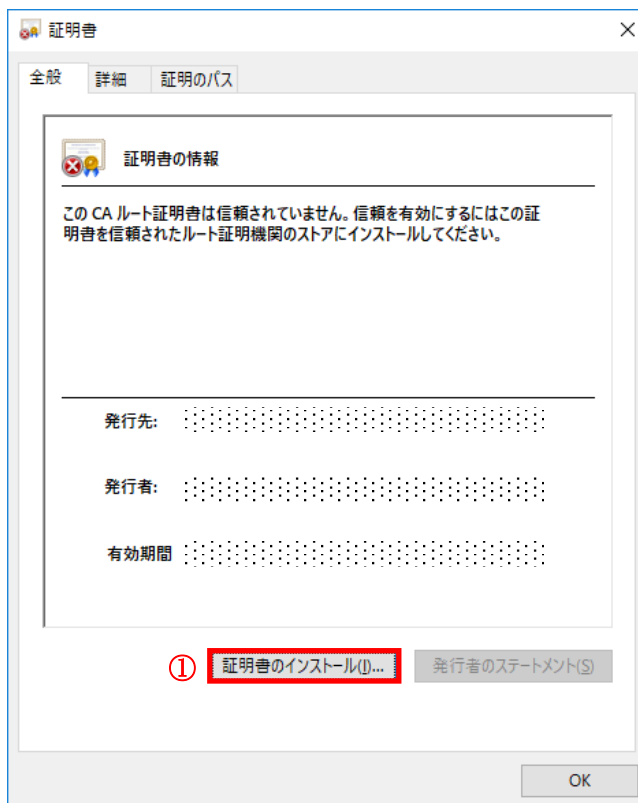 証明書
全般 詳細 証明のパス
証明書の情報
この CA ルート証明書は信頼されていません。信頼を有効にするにはこの証
明書を信頼されたルート証明機関のストアにインストールしてください。
発行先:
発行者:
有効期間
① 証明書のインストール(I)... 発行者のステートメント(S)
OK